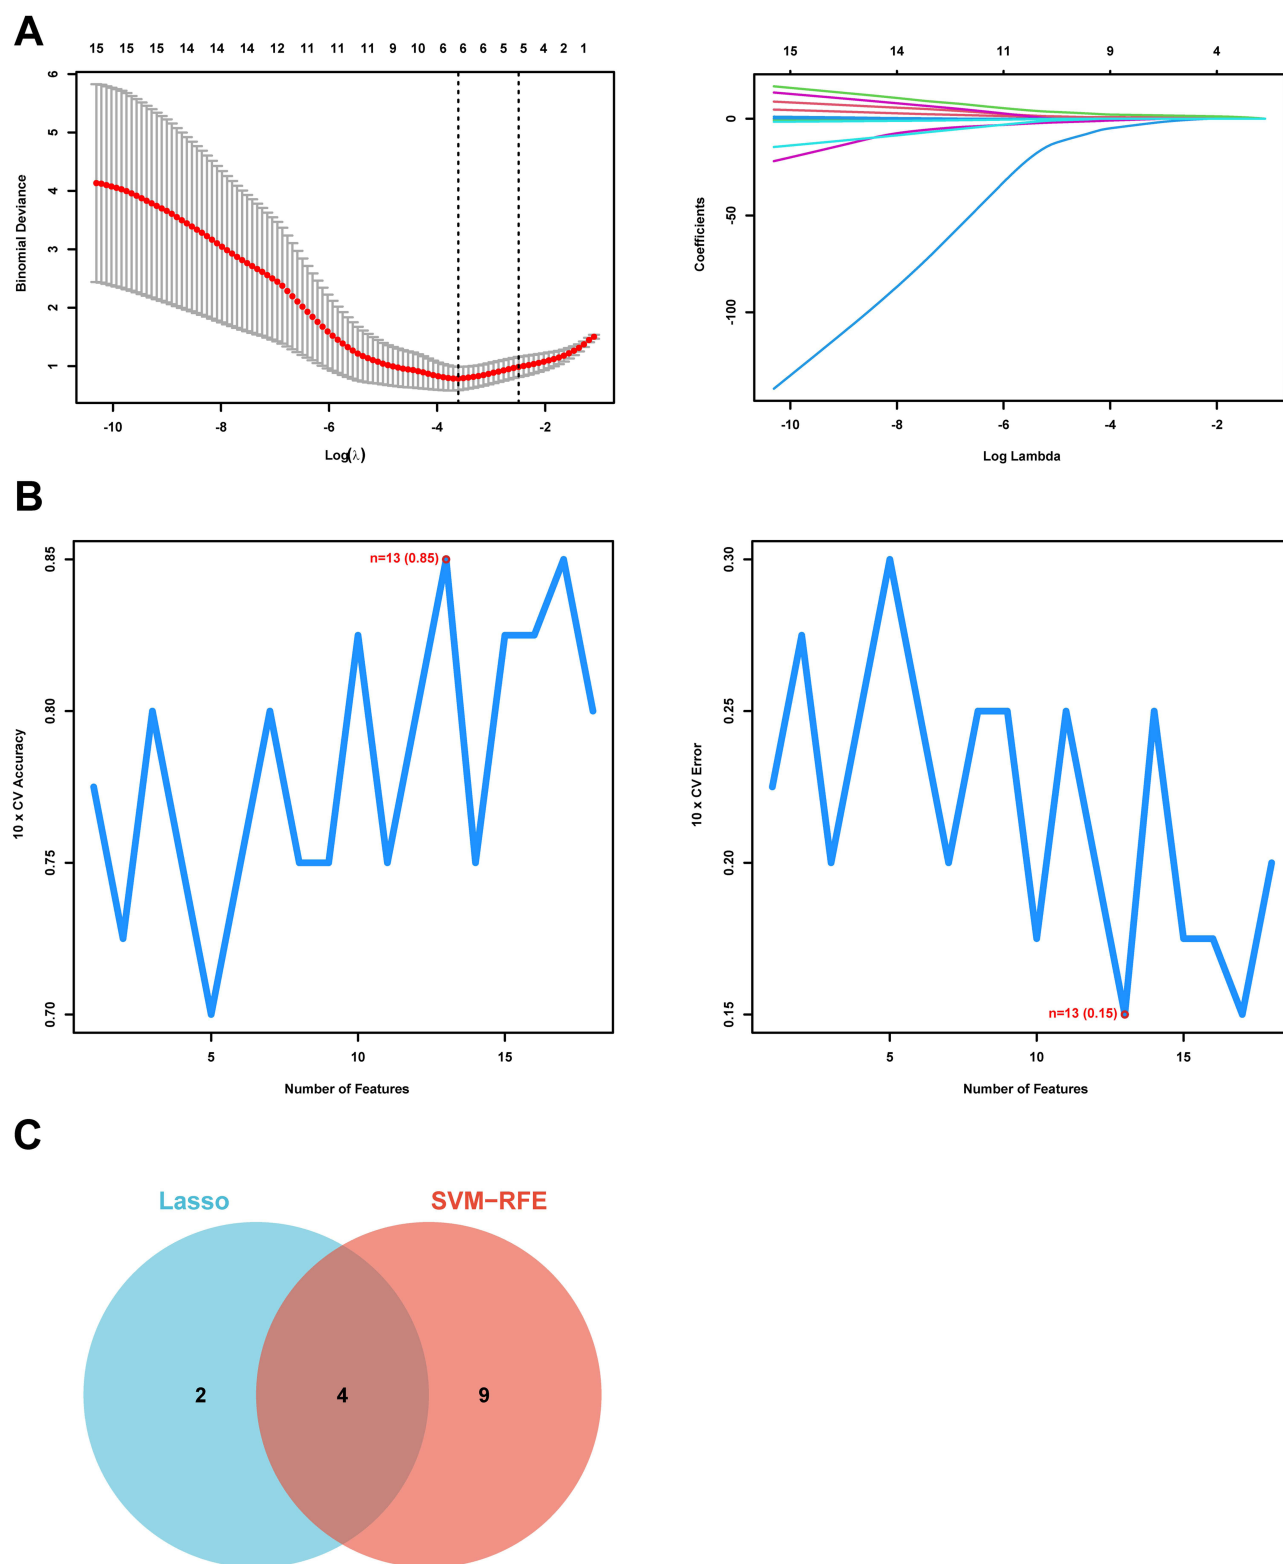 A
15 15 15 14 14 14 12 11 11 11 9 10 6 6 6 5 5 4 2 1
6
5
4
3
2
1
Binomial Deviance
-10 -8 -6 -4 -2
Log(λ)
15 14 11 9 4
0
-50
-100
Coefficients
-10 -8 -6 -4 -2
Log Lambda
B
0.85
0.80
0.75
0.70
10 x CV Accuracy
n=13 (0.85)
5 10 15
Number of Features
0.30
0.25
0.20
0.15
10 x CV Error
n=13 (0.15)
5 10 15
Number of Features
C
Lasso SVM−RFE
2 4 9